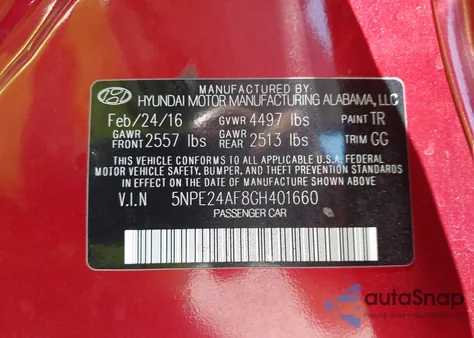 MANUFACTURED BY
HYUNDAI MOTOR MANUFACTURING ALABAMA, LLC
Feb/24/16 GVWR 4497 lbs PAINT TR
GAWR FRONT 2557 lbs GAWR REAR 2513 lbs TRIM GG
THIS VEHICLE CONFORMS TO ALL APPLICABLE U.S.A. FEDERAL
MOTOR VEHICLE SAFETY, BUMPER, AND THEFT PREVENTION
STANDARDS IN EFFECT ON THE DATE OF MANUFACTURE SHOWN ABOVE.
V.I.N 5NPE24AF8GH401660
PASSENGER CAR
autaSnap